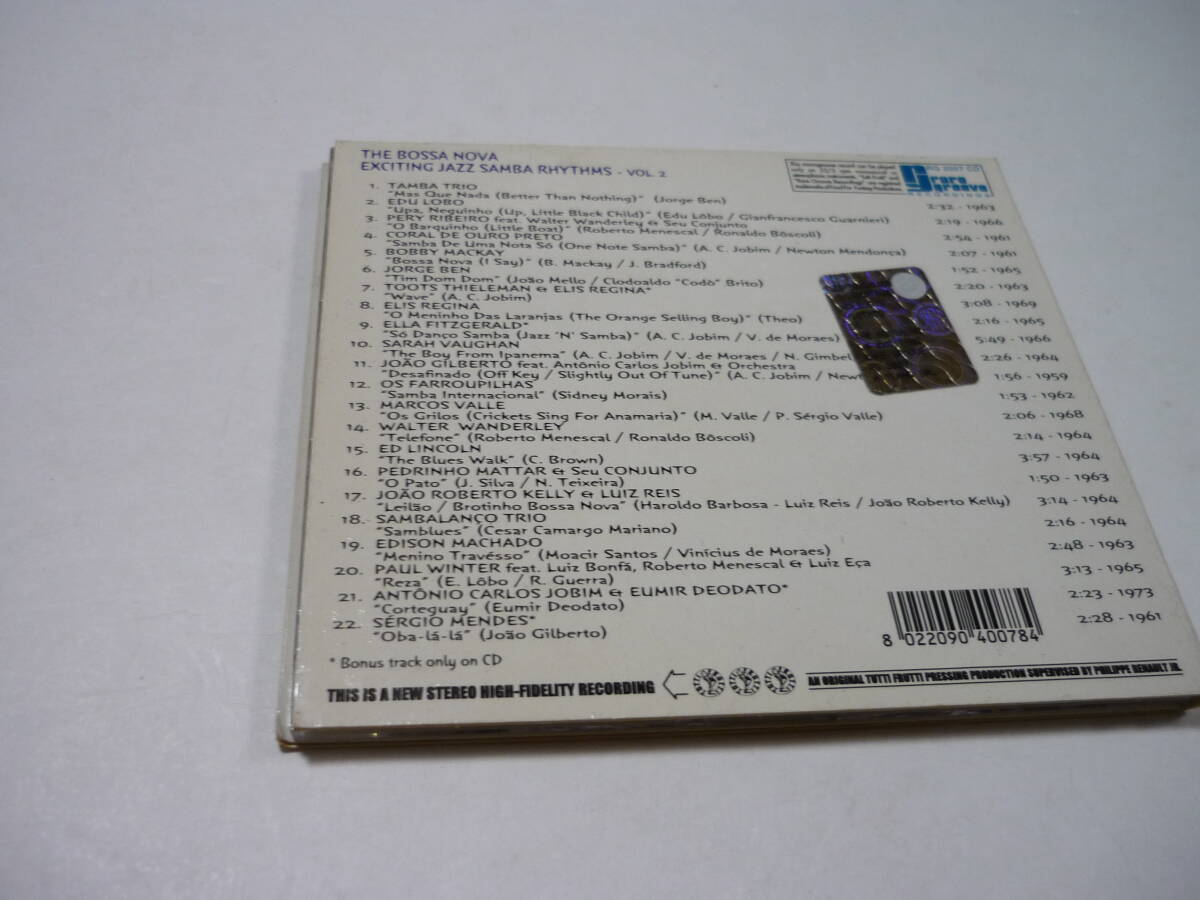 THE BOSSA NOVA
EXCITING JAZZ SAMBA RHYTHMS - VOL. 2
rare groove
RECORDINGS
1. TAMBA TRIO
"Mas Que Nada (Better Than Nothing)" (Jorge Ben) 2:32 - 1963
2. EDU LOBO
"Upa, Neguinho (Up, Little Black Child)" (Edu Lôbo / Gianfrancesco Guarnieri) 2:19 - 1966
3. PERY RIBEIRO feat. Walter Wanderley & Seu Conjunto
"O Barquinho (Little Boat)" (Roberto Menescal / Ronaldo Bôscoli) 2:54 - 1961
4. CORAL DE OURO PRETO
"Samba De Uma Nota Só (One Note Samba)" (A. C. Jobim / Newton Mendonça) 2:07 - 1961
5. BOBBY MACKAY
"Bossa Nova (I Say)" (B. Mackay / J. Bradford) 1:52 - 1965
6. JORGE BEN
"Tim Dom Dom" (João Mello / Clodoaldo "Codô" Brito) 2:20 - 1963
7. TOOTS THIELEMAN & ELIS REGINA*
"Wave" (A. C. Jobim) 3:08 - 1969
8. ELIS REGINA
"O Meninho Das Laranjas (The Orange Selling Boy)" (Theo) 2:16 - 1965
9. ELLA FITZGERALD*
"Só Danço Samba (Jazz 'N' Samba)" (A. C. Jobim / V. de Moraes) 5:49 - 1966
10. SARAH VAUGHAN
"The Boy From Ipanema" (A. C. Jobim / V. de Moraes / N. Gimbel 2:26 - 1964
11. JOÃO GILBERTO feat. Antônio Carlos Jobim & Orchestra
"Desafinado (Off Key / Slightly Out Of Tune)" (A. C. Jobim / Newt 1:56 - 1959
12. OS FARROUPILHAS
"Samba Internacional" (Sidney Morais) 1:53 - 1962
13. MARCOS VALLE
"Os Grilos (Crickets Sing For Anamaria)" (M. Valle / P. Sérgio Valle) 2:06 - 1968
14. WALTER WANDERLEY
"Telefone" (Roberto Menescal / Ronaldo Bôscoli) 2:14 - 1964
15. ED LINCOLN
"The Blues Walk" (C. Brown) 3:57 - 1964
16. PEDRINHO MATTAR & Seu CONJUNTO
"O Pato" (J. Silva / N. Teixeira) 1:50 - 1963
17. JOÃO ROBERTO KELLY & LUIZ REIS
"Leilão / Brotinho Bossa Nova" (Haroldo Barbosa - Luiz Reis / João Roberto Kelly) 3:14 - 1964
18. SAMBALANÇO TRIO
"Samblues" (Cesar Camargo Mariano) 2:16 - 1964
19. EDISON MACHADO
"Menino Travésso" (Moacir Santos / Vinícius de Moraes) 2:48 - 1963
20. PAUL WINTER feat. Luiz Bonfá, Roberto Menescal & Luiz Eça
"Reza" (E. Lôbo / R. Guerra) 3:13 - 1965
21. ANTÔNIO CARLOS JOBIM & EUMIR DEODATO*
"Corteguay" (Eumir Deodato) 2:23 - 1973
22. SÉRGIO MENDES*
"Oba-lá-lá" (João Gilberto) 2:28 - 1961
* Bonus track only on CD
8 022090 400784
THIS IS A NEW STEREO HIGH-FIDELITY RECORDING
AN ORIGINAL TUTTI FRUTTI PRESSING PRODUCTION SUPERVISED BY PHILIPPE RENAULT JR.